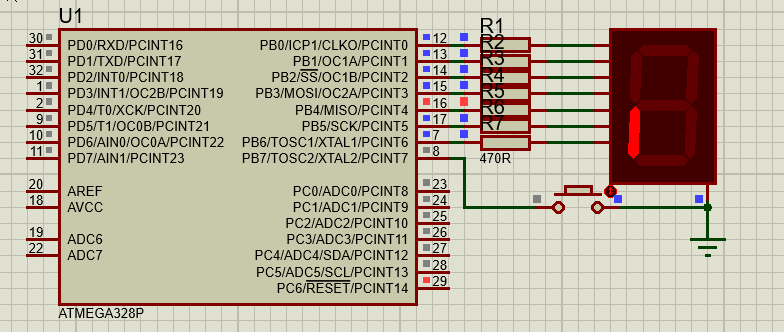 U1
30 PD0/RXD/PCINT16 PB0/ICP1/CLKO/PCINT0 12
31 PD1/TXD/PCINT17 PB1/OC1A/PCINT1 13
32 PD2/INT0/PCINT18 PB2/SS/OC1B/PCINT2 14
1 PD3/INT1/OC2B/PCINT19 PB3/MOSI/OC2A/PCINT3 15
2 PD4/T0/XCK/PCINT20 PB4/MISO/PCINT4 16
9 PD5/T1/OC0B/PCINT21 PB5/SCK/PCINT5 17
10 PD6/AIN0/OC0A/PCINT22 PB6/TOSC1/XTAL1/PCINT6 7
11 PD7/AIN1/PCINT23 PB7/TOSC2/XTAL2/PCINT7 8
20 AREF PC0/ADC0/PCINT8 23
18 AVCC PC1/ADC1/PCINT9 24
PC2/ADC2/PCINT10 25
19 ADC6 PC3/ADC3/PCINT11 26
22 ADC7 PC4/ADC4/SDA/PCINT12 27
PC5/ADC5/SCL/PCINT13 28
PC6/RESET/PCINT14 29
ATMEGA328P
R1
R2
R3
R4
R5
R6
R7
470R